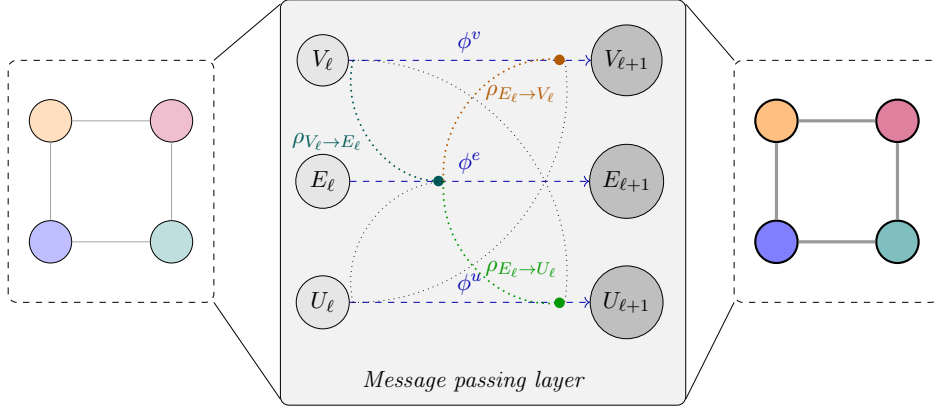 V_ℓ ϕ^v V_{ℓ+1}
ρ_{E_ℓ→V_ℓ}
ρ_{V_ℓ→E_ℓ}
E_ℓ ϕ^e E_{ℓ+1}
ρ_{E_ℓ→U_ℓ}
U_ℓ ϕ^u U_{ℓ+1}
Message passing layer